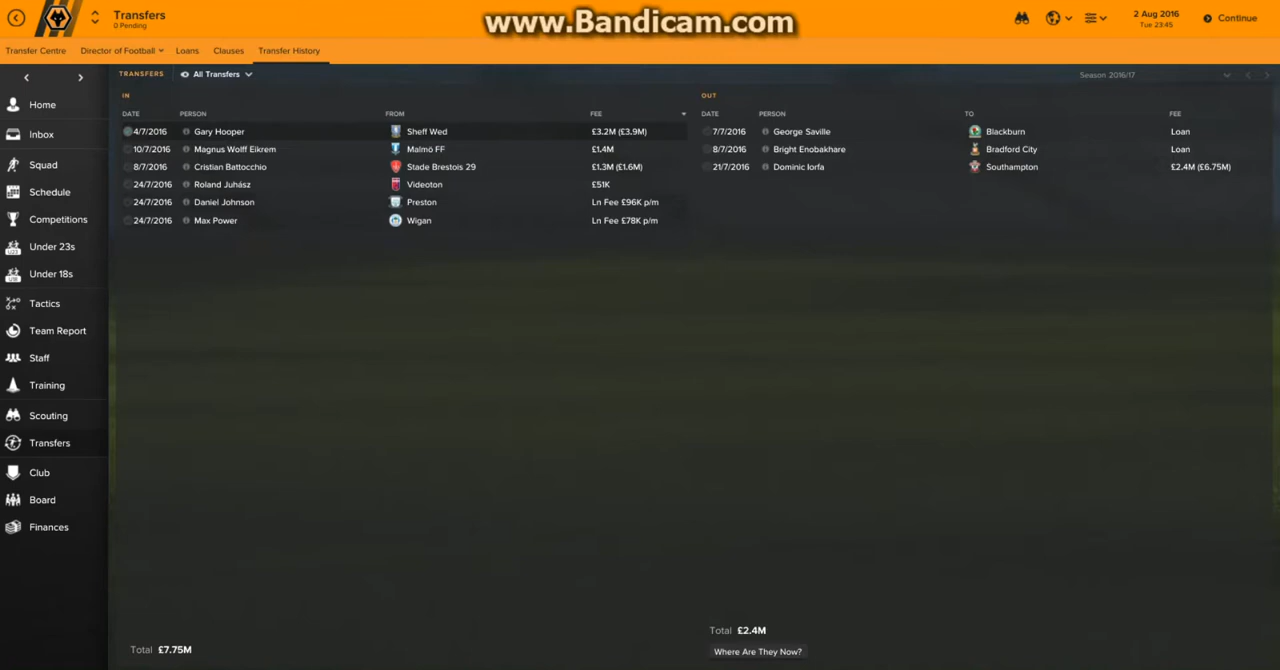 www.Bandicam.com
Transfers
0 Pending
2 Aug 2016
Tue 23:45
Continue
Transfer Centre
Director of Football
Loans
Clauses
Transfer History
TRANSFERS
All Transfers
Season 2016/17
Home
Inbox
Squad
Schedule
Competitions
Under 23s
Under 18s
Tactics
Team Report
Staff
Training
Scouting
Transfers
Club
Board
Finances
IN
DATE PERSON FROM FEE
4/7/2016 Gary Hooper Sheff Wed £3.2M (£3.9M)
10/7/2016 Magnus Wolff Eikrem Malmö FF £1.4M
8/7/2016 Cristian Battocchio Stade Brestois 29 £1.3M (£1.6M)
24/7/2016 Roland Juhász Videoton £51K
24/7/2016 Daniel Johnson Preston Ln Fee £96K p/m
24/7/2016 Max Power Wigan Ln Fee £78K p/m
Total £7.75M
OUT
DATE PERSON TO FEE
7/7/2016 George Saville Blackburn Loan
8/7/2016 Bright Enobakhare Bradford City Loan
21/7/2016 Dominic Iorfa Southampton £2.4M (£6.75M)
Total £2.4M
Where Are They Now?